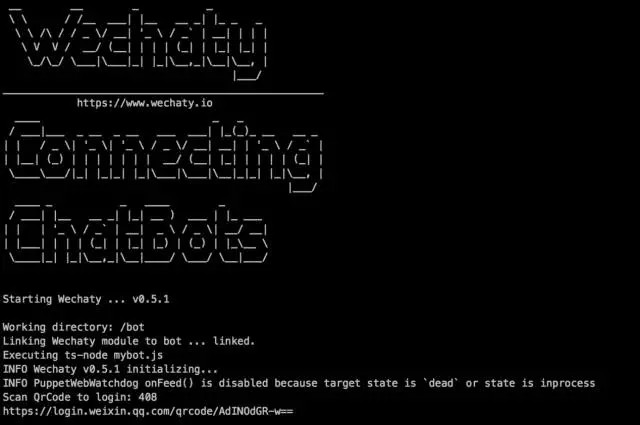 Wechaty
https://www.wechaty.io
Connecting
ChatBots
Starting Wechaty ... v0.5.1
Working directory: /bot
Linking Wechaty module to bot ... linked.
Executing ts-node mybot.js
INFO Wechaty v0.5.1 initializing...
INFO PuppetWebWatchdog onFeed() is disabled because target state is `dead` or state is inprocess
Scan QrCode to login: 408
https://login.weixin.qq.com/qrcode/AdINOdGR-w==